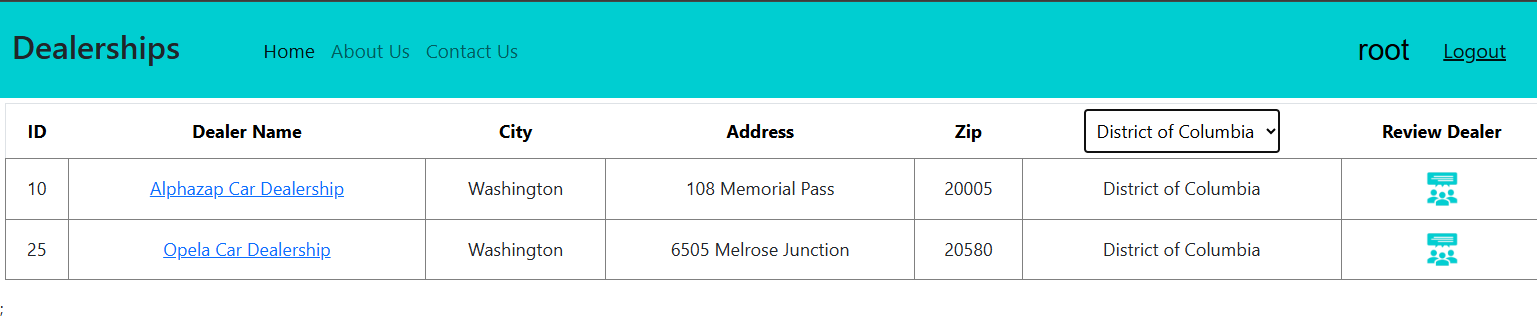 Dealerships Home About Us Contact Us root Logout
ID Dealer Name City Address Zip District of Columbia Review Dealer
10 Alphazap Car Dealership Washington 108 Memorial Pass 20005 District of Columbia
25 Opela Car Dealership Washington 6505 Melrose Junction 20580 District of Columbia
;